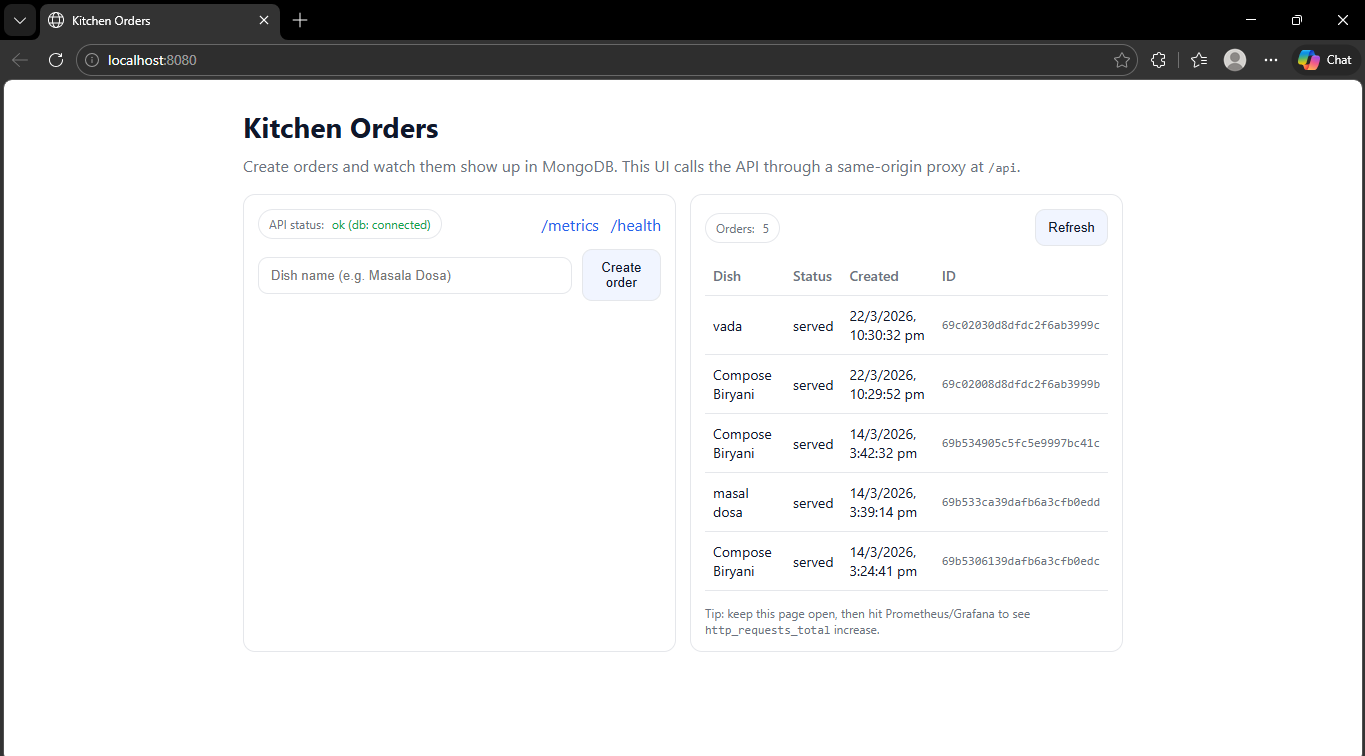 Kitchen Orders
localhost:8080
Chat
Kitchen Orders
Create orders and watch them show up in MongoDB. This UI calls the API through a same-origin proxy at /api.
API status: ok (db: connected)
/metrics /health
Dish name (e.g. Masala Dosa)
Create
order
Orders: 5
Refresh
Dish Status Created ID
vada served 22/3/2026,
10:30:32 pm 69c02030d8dfdc2f6ab3999c
Compose
Biryani served 22/3/2026,
10:29:52 pm 69c02008d8dfdc2f6ab3999b
Compose
Biryani served 14/3/2026,
3:42:32 pm 69b534905c5fc5e9997bc41c
masal
dosa served 14/3/2026,
3:39:14 pm 69b533ca39dafb6a3cfb0edd
Compose
Biryani served 14/3/2026,
3:24:41 pm 69b5306139dafb6a3cfb0edc
Tip: keep this page open, then hit Prometheus/Grafana to see
http_requests_total increase.